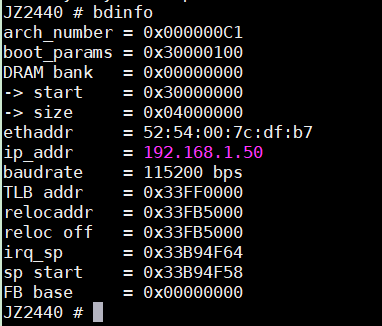 JZ2440 # bdinfo
arch_number = 0x000000C1
boot_params = 0x30000100
DRAM bank   = 0x00000000
-> start    = 0x30000000
-> size     = 0x04000000
ethaddr     = 52:54:00:7c:df:b7
ip_addr     = 192.168.1.50
baudrate    = 115200 bps
TLB addr    = 0x33FF0000
relocaddr   = 0x33FB5000
reloc off   = 0x33FB5000
irq_sp      = 0x33B94F64
sp start    = 0x33B94F58
FB base     = 0x00000000
JZ2440 #